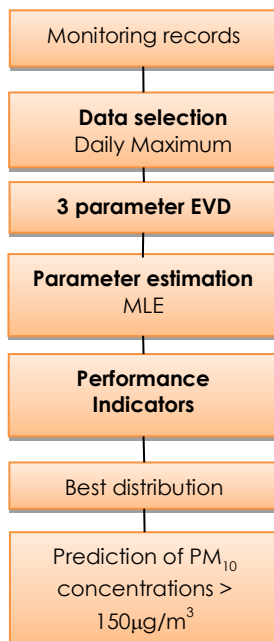 Monitoring records
Data selection
Daily Maximum
3 parameter EVD
Parameter estimation
MLE
Performance
Indicators
Best distribution
Prediction of PM₁₀
concentrations >
150µg/m³